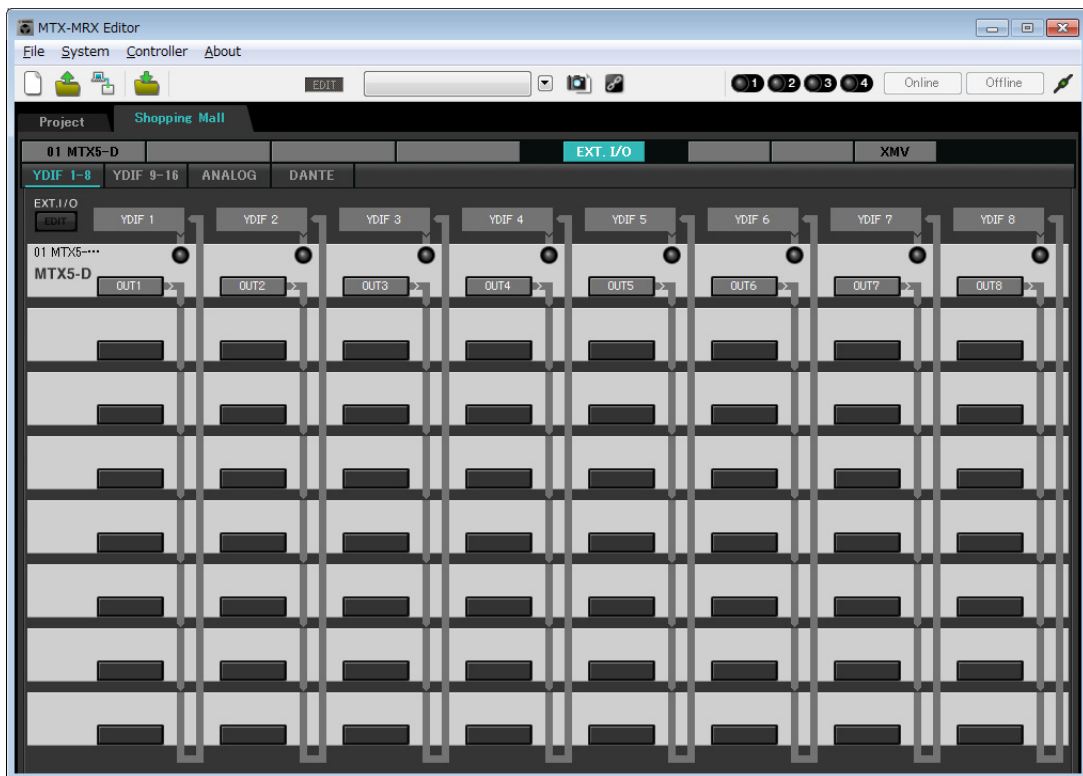 MTX-MRX Editor
File System Controller About
EDIT 1 2 3 4 Online Offline
Project Shopping Mall
01 MTX5-D EXT. I/O XMV
YDIF 1-8 YDIF 9-16 ANALOG DANTE
EXT.I/O
EDIT YDIF 1 YDIF 2 YDIF 3 YDIF 4 YDIF 5 YDIF 6 YDIF 7 YDIF 8
01 MTX5-···
MTX5-D
OUT1 OUT2 OUT3 OUT4 OUT5 OUT6 OUT7 OUT8